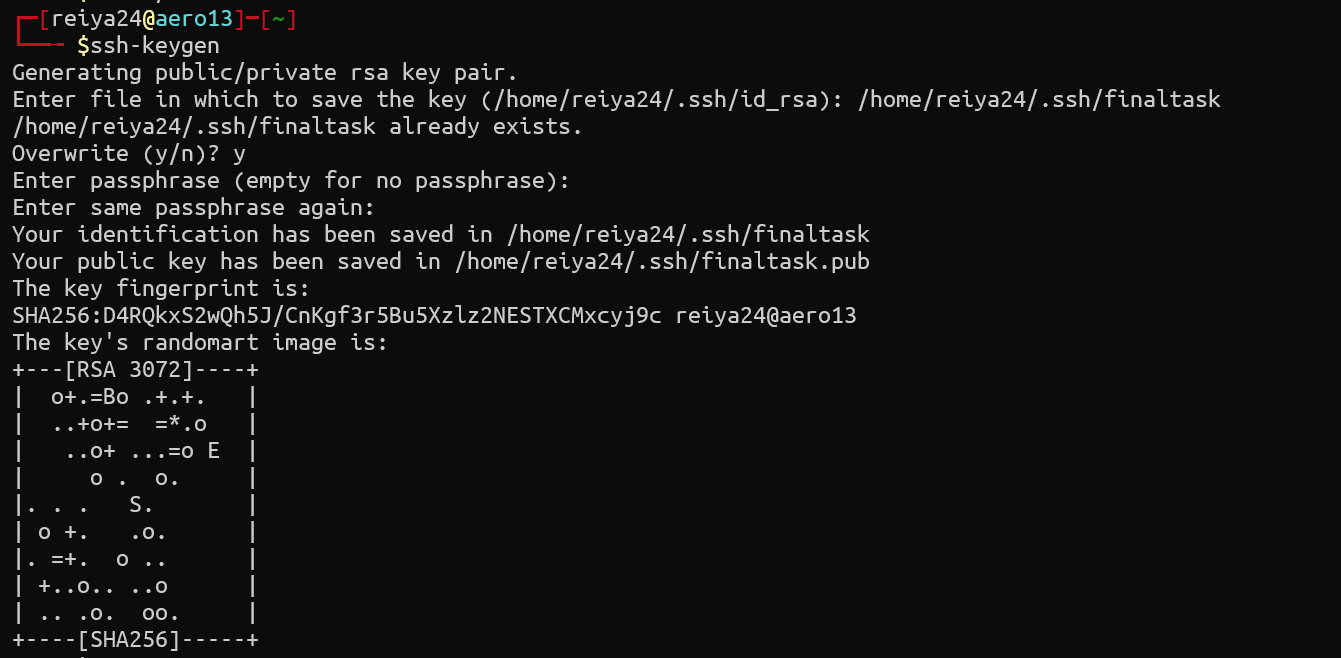 ┌─[reiya24@aero13]─[~]
└──╼ $ssh-keygen
Generating public/private rsa key pair.
Enter file in which to save the key (/home/reiya24/.ssh/id_rsa): /home/reiya24/.ssh/finaltask
/home/reiya24/.ssh/finaltask already exists.
Overwrite (y/n)? y
Enter passphrase (empty for no passphrase):
Enter same passphrase again:
Your identification has been saved in /home/reiya24/.ssh/finaltask
Your public key has been saved in /home/reiya24/.ssh/finaltask.pub
The key fingerprint is:
SHA256:D4RQkxS2wQh5J/CnKgf3r5Bu5Xzlz2NESTXCMxcyj9c reiya24@aero13
The key's randomart image is:
+---[RSA 3072]----+
|  o+.=Bo .+.+.   |
|  ..+o+=  =*.o   |
|   ..o+ ...=o E  |
|     o .  o.     |
|. . .   S.       |
| o +.   .o.      |
|. =+.  o ..      |
| +..o.. ..o      |
| .. .o.  oo.     |
+----[SHA256]-----+